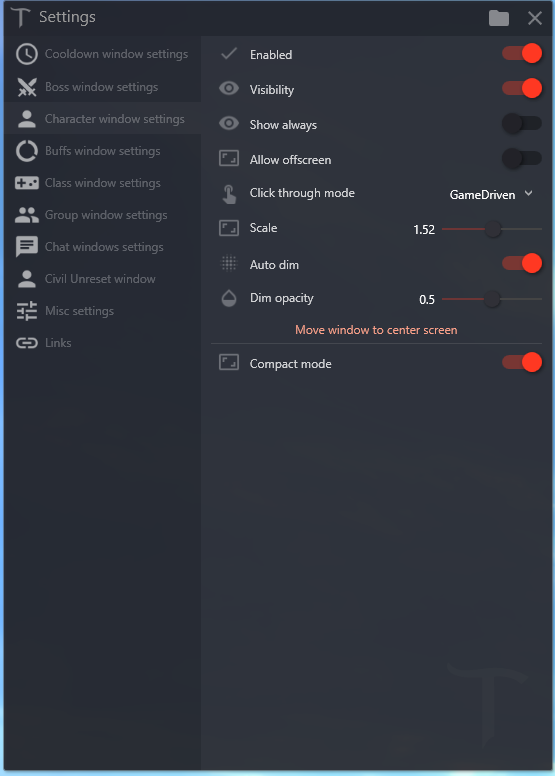 Settings
Cooldown window settings
Boss window settings
Character window settings
Buffs window settings
Class window settings
Group window settings
Chat windows settings
Civil Unreset window
Misc settings
Links
Enabled
Visibility
Show always
Allow offscreen
Click through mode GameDriven
Scale 1.52
Auto dim
Dim opacity 0.5
Move window to center screen
Compact mode